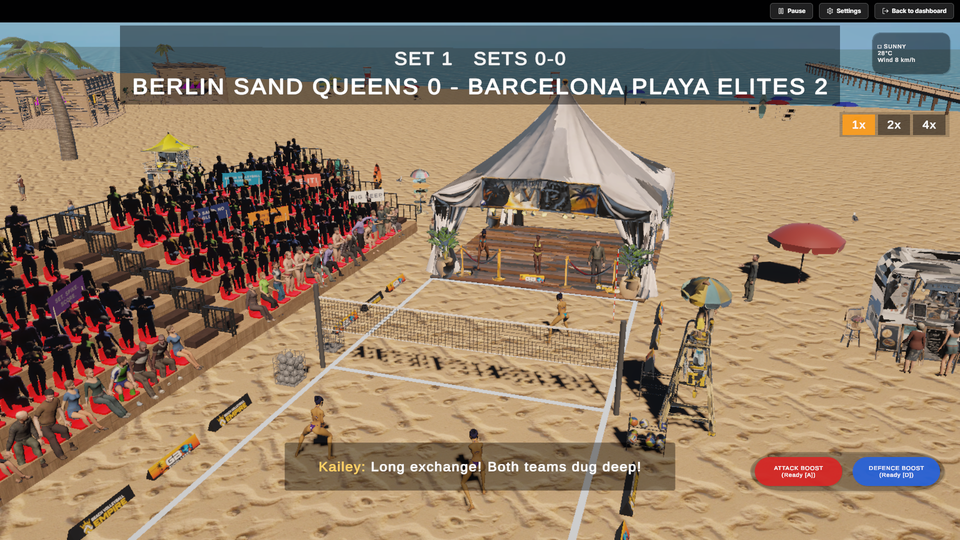 Pause
Settings
Back to dashboard
SET 1 SETS 0-0
BERLIN SAND QUEENS 0 - BARCELONA PLAYA ELITES 2
SUNNY
28°C
Wind 8 km/h
1x
2x
4x
Kailey: Long exchange! Both teams dug deep!
ATTACK BOOST
(Ready [A])
DEFENCE BOOST
(Ready [D])
EMPIRE
EMPIRE